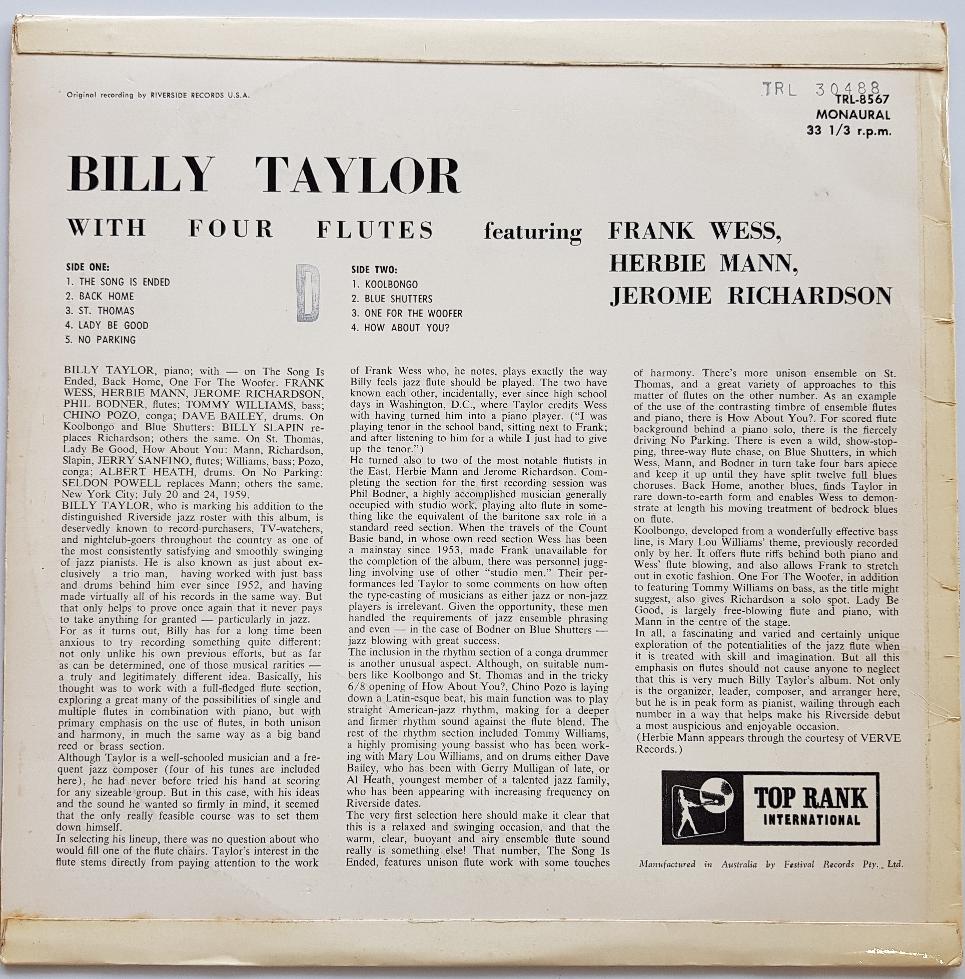 Original recording by RIVERSIDE RECORDS U.S.A.
TRL 30488
TRL-8567
MONAURAL
33 1/3 r.p.m.
BILLY TAYLOR
WITH FOUR FLUTES featuring FRANK WESS,
HERBIE MANN,
JEROME RICHARDSON
SIDE ONE:
1. THE SONG IS ENDED
2. BACK HOME
3. ST. THOMAS
4. LADY BE GOOD
5. NO PARKING
D
SIDE TWO:
1. KOOLBONGO
2. BLUE SHUTTERS
3. ONE FOR THE WOOFER
4. HOW ABOUT YOU?
BILLY TAYLOR, piano; with — on The Song Is
Ended, Back Home, One For The Woofer. FRANK
WESS, HERBIE MANN, JEROME RICHARDSON,
PHIL BODNER, flutes; TOMMY WILLIAMS, bass;
CHINO POZO, conga; DAVE BAILEY, drums. On
Koolbongo and Blue Shutters: BILLY SLAPIN re-
places Richardson; others the same. On St. Thomas,
Lady Be Good, How About You: Mann, Richardson,
Slapin, JERRY SANFINO, flutes; Williams, bass; Pozo,
conga; ALBERT HEATH, drums. On No Parking:
SELDON POWELL replaces Mann; others the same.
New York City; July 20 and 24, 1959.
BILLY TAYLOR, who is marking his addition to the
distinguished Riverside jazz roster with this album, is
deservedly known to record-purchasers, TV-watchers,
and nightclub-goers throughout the country as one of
the most consistently satisfying and smoothly swinging
of jazz pianists. He is also known as just about ex-
clusively a trio man, having worked with just bass
and drums behind him ever since 1952, and having
made virtually all of his records in the same way. But
that only helps to prove once again that it never pays
to take anything for granted — particularly in jazz.
For as it turns out, Billy has for a long time been
anxious to try recording something quite different:
not only unlike his own previous efforts, but as far
as can be determined, one of those musical rarities —
a truly and legitimately different idea. Basically, his
thought was to work with a full-fledged flute section,
exploring a great many of the possibilities of single and
multiple flutes in combination with piano, but with
primary emphasis on the use of flutes, in both unison
and harmony, in much the same way as a big band
reed or brass section.
Although Taylor is a well-schooled musician and a fre-
quent jazz composer (four of his tunes are included
here), he had never before tried his hand at scoring
for any sizeable group. But in this case, with his ideas
and the sound he wanted so firmly in mind, it seemed
that the only really feasible course was to set them
down himself.
In selecting his lineup, there was no question about who
would fill one of the flute chairs. Taylor's interest in the
flute stems directly from paying attention to the work
of Frank Wess who, he notes, plays exactly the way
Billy feels jazz flute should be played. The two have
known each other, incidentally, ever since high school
days in Washington, D.C., where Taylor credits Wess
with having turned him into a piano player. ("I was
playing tenor in the school band, sitting next to Frank;
and after listening to him for a while I just had to give
up the tenor.")
He turned also to two of the most notable flutists in
the East, Herbie Mann and Jerome Richardson. Com-
pleting the section for the first recording session was
Phil Bodner, a highly accomplished musician generally
occupied with studio work, playing alto flute in some-
thing like the equivalent of the baritone sax role in a
standard reed section. When the travels of the Count
Basie band, in whose own reed section Wess has been
a mainstay since 1953, made Frank unavailable for
the completion of the album, there was personnel jugg-
ling involving use of other "studio men." Their per-
formances led Taylor to some comments on how often
the type-casting of musicians as either jazz or non-jazz
players is irrelevant. Given the opportunity, these men
handled the requirements of jazz ensemble phrasing
and even — in the case of Bodner on Blue Shutters —
jazz blowing with great success.
The inclusion in the rhythm section of a conga drummer
is another unusual aspect. Although, on suitable num-
bers like Koolbongo and St. Thomas and in the tricky
6/8 opening of How About You?, Chino Pozo is laying
down a Latin-esque beat, his main function was to play
straight American-jazz rhythm, making for a deeper
and firmer rhythm sound against the flute blend. The
rest of the rhythm section included Tommy Williams,
a highly promising young bassist who has been work-
ing with Mary Lou Williams, and on drums either Dave
Bailey, who has been with Gerry Mulligan of late, or
Al Heath, youngest member of a talented jazz family,
who has been appearing with increasing frequency on
Riverside dates.
The very first selection here should make it clear that
this is a relaxed and swinging occasion, and that the
warm, clear, buoyant and airy ensemble flute sound
really is something else! That number, The Song Is
Ended, features unison flute work with some touches
of harmony. There's more unison ensemble on St.
Thomas, and a great variety of approaches to this
matter of flutes on the other number. As an example
of the use of the contrasting timbre of ensemble flutes
and piano, there is How About You?. For scored flute
background behind a piano solo, there is the fiercely
driving No Parking. There is even a wild, show-stop-
ping, three-way flute chase, on Blue Shutters, in which
Wess, Mann, and Bodner in turn take four bars apiece
and keep it up until they have split twelve full blues
choruses. Back Home, another blues, finds Taylor in
rare down-to-earth form and enables Wess to demon-
strate at length his moving treatment of bedrock blues
on flute.
Koolbongo, developed from a wonderfully effective bass
line, is Mary Lou Williams' theme, previously recorded
only by her. It offers flute riffs behind both piano and
Wess' flute blowing, and also allows Frank to stretch
out in exotic fashion. One For The Woofer, in addition
to featuring Tommy Williams on bass, as the title might
suggest, also gives Richardson a solo spot. Lady Be
Good, is largely free-blowing flute and piano, with
Mann in the centre of the stage.
In all, a fascinating and varied and certainly unique
exploration of the potentialities of the jazz flute when
it is treated with skill and imagination. But all this
emphasis on flutes should not cause anyone to neglect
that this is very much Billy Taylor's album. Not only
is the organizer, leader, composer, and arranger here,
but he is in peak form as pianist, wailing through each
number in a way that helps make his Riverside debut
a most auspicious and enjoyable occasion.
(Herbie Mann appears through the courtesy of VERVE
Records.)
TOP RANK
INTERNATIONAL
Manufactured in Australia by Festival Records Pty., Ltd.